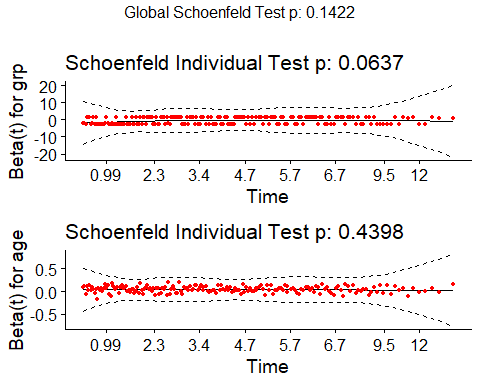 Global Schoenfeld Test p: 0.1422
Schoenfeld Individual Test p: 0.0637
Beta(t) for grp
20
10
0
-10
-20
0.99 2.3 3.4 4.7 5.7 6.7 9.5 12
Time
Schoenfeld Individual Test p: 0.4398
Beta(t) for age
0.5
0.0
-0.5
0.99 2.3 3.4 4.7 5.7 6.7 9.5 12
Time